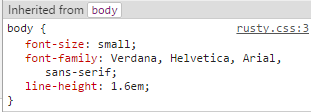 Inherited from body
body { rusty.css:3
font-size: small;
font-family: Verdana, Helvetica, Arial,
sans-serif;
line-height: 1.6em;
}